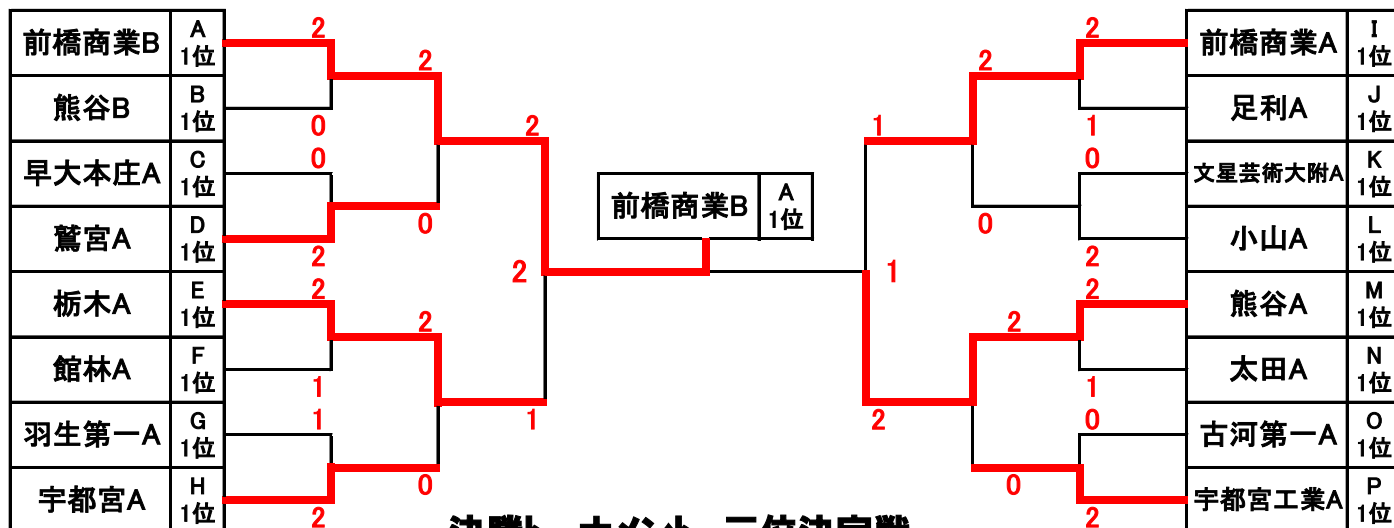 前橋商業B A 1位
2
2
熊谷B B 1位
0
早大本庄A C 1位
0
鷲宮A D 1位
2
0
2
栃木A E 1位
2
2
館林A F 1位
1
羽生第一A G 1位
1
宇都宮A H 1位
2
0
1
2
前橋商業B A 1位
1
前橋商業A I 1位
2
2
足利A J 1位
1
文星芸術大附A K 1位
0
小山A L 1位
2
0
1
熊谷A M 1位
2
2
太田A N 1位
1
古河第一A O 1位
0
宇都宮工業A P 1位
2
0
2